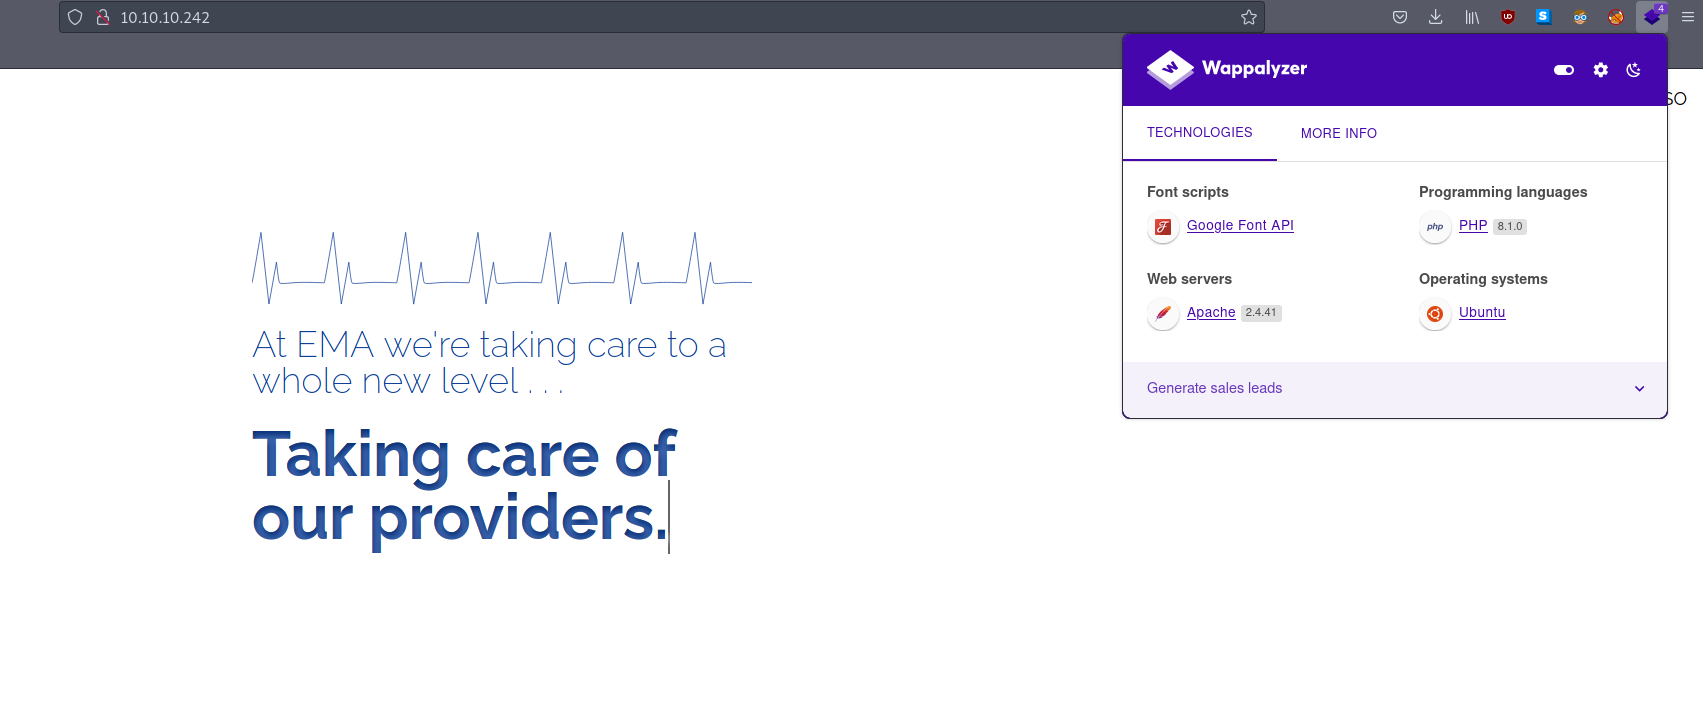 10.10.10.242
4
Wappalyzer
so
TECHNOLOGIES
MORE INFO
Font scripts
Google Font API
Programming languages
php
PHP 8.1.0
Web servers
Apache 2.4.41
Operating systems
Ubuntu
Generate sales leads
At EMA we're taking care to a
whole new level . . .
Taking care of
our providers.